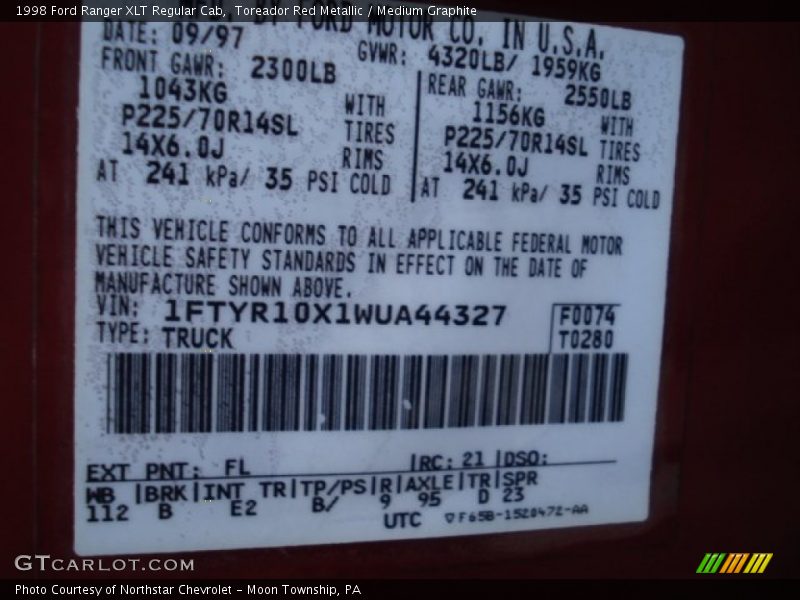 1998 Ford Ranger XLT Regular Cab, Toreador Red Metallic / Medium Graphite
BY FORD MOTOR CO. IN U.S.A.
DATE: 09/97 GVWR: 4320LB/ 1959KG
FRONT GAWR: 2300LB REAR GAWR: 2550LB
1043KG WITH 1156KG WITH
P225/70R14SL TIRES P225/70R14SL TIRES
14X6.0J RIMS 14X6.0J RIMS
AT 241 kPa/ 35 PSI COLD AT 241 kPa/ 35 PSI COLD
THIS VEHICLE CONFORMS TO ALL APPLICABLE FEDERAL MOTOR
VEHICLE SAFETY STANDARDS IN EFFECT ON THE DATE OF
MANUFACTURE SHOWN ABOVE.
VIN: 1FTYR10X1WUA44327 F0074
TYPE: TRUCK T0280
EXT PNT: FL RC: 21 DSO:
WB BRK INT TR TP/PS R AXLE TR SPR
112 B E2 B/ 9 95 D 23
UTC F65B-1520472-AA
GTCARLOT.COM
Photo Courtesy of Northstar Chevrolet - Moon Township, PA